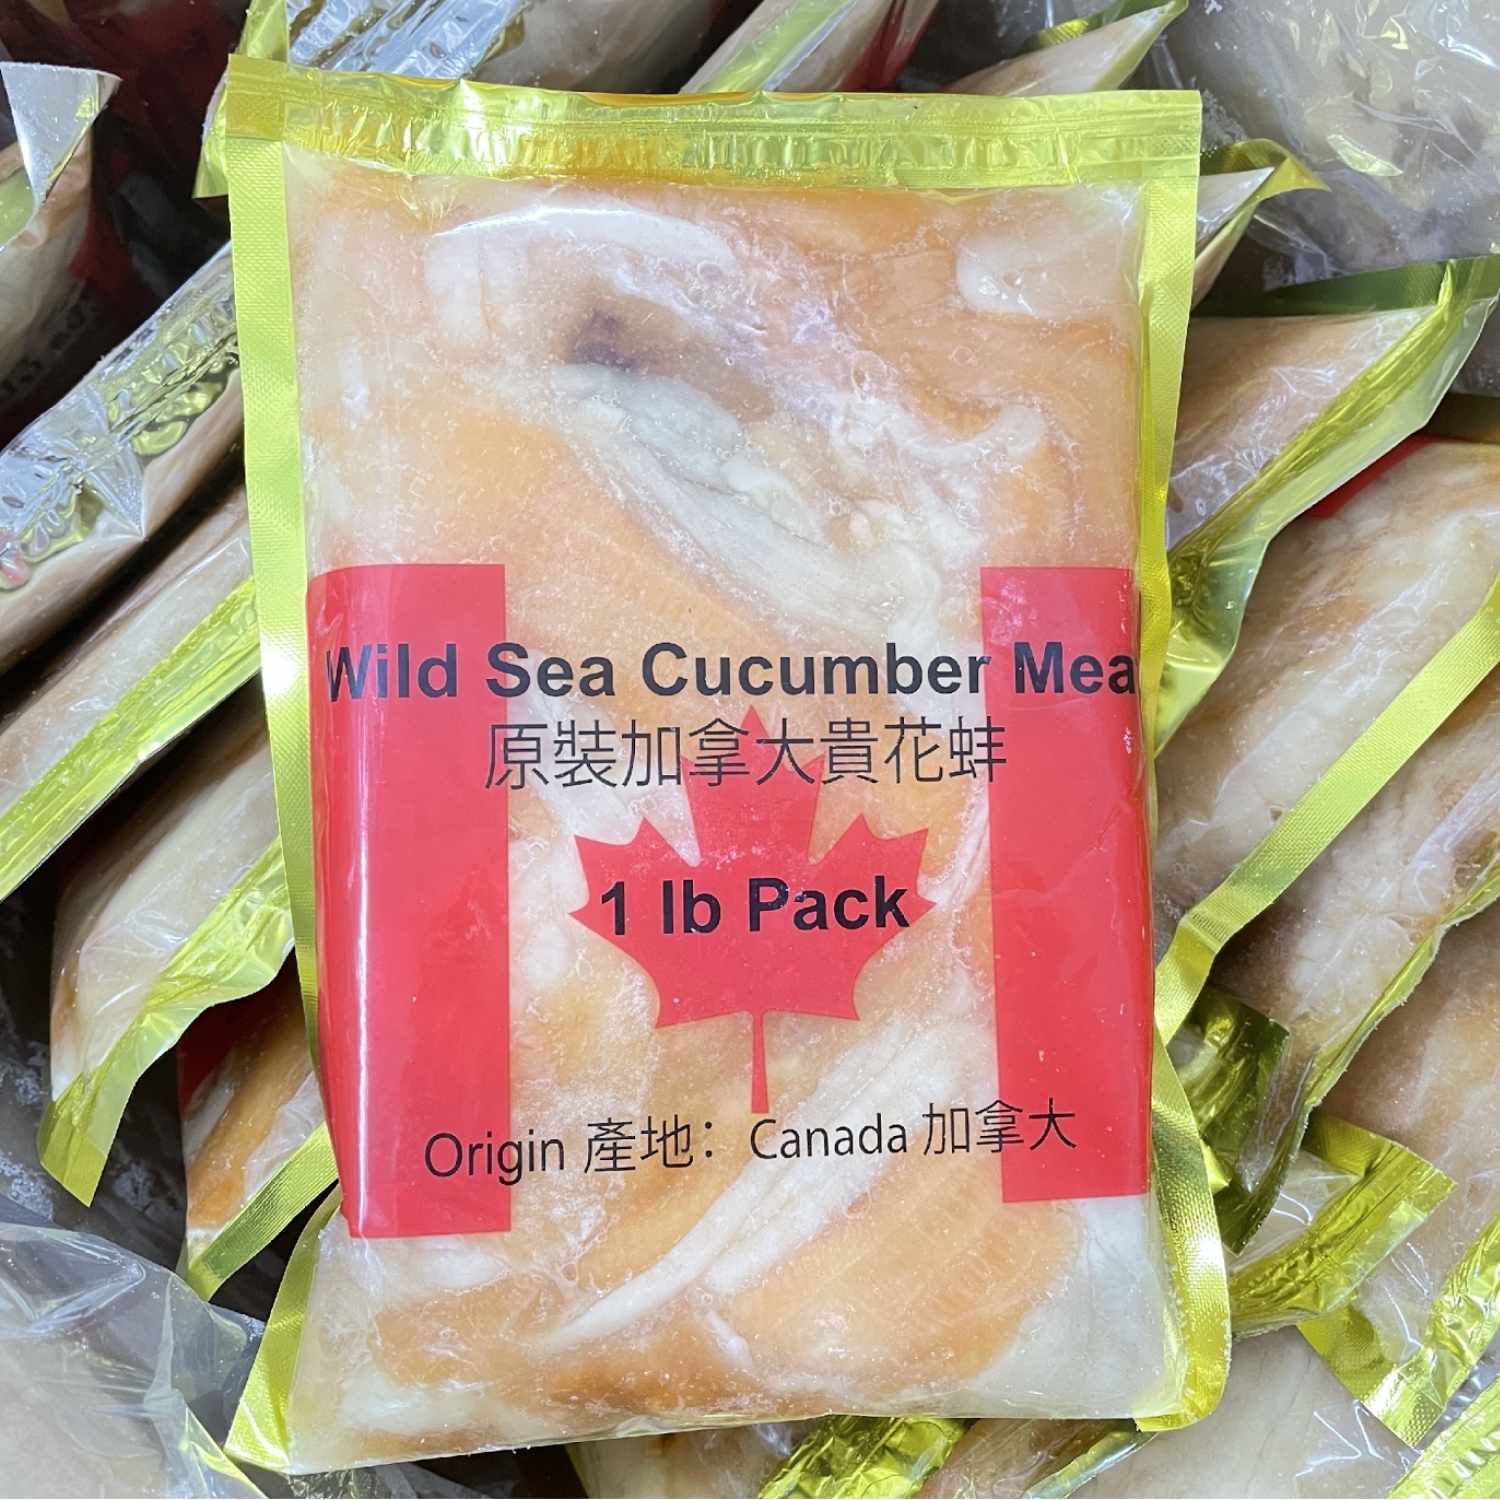 Wild Sea Cucumber Mea
原裝加拿大貴花蚌
1 lb Pack
Origin 產地：Canada 加拿大